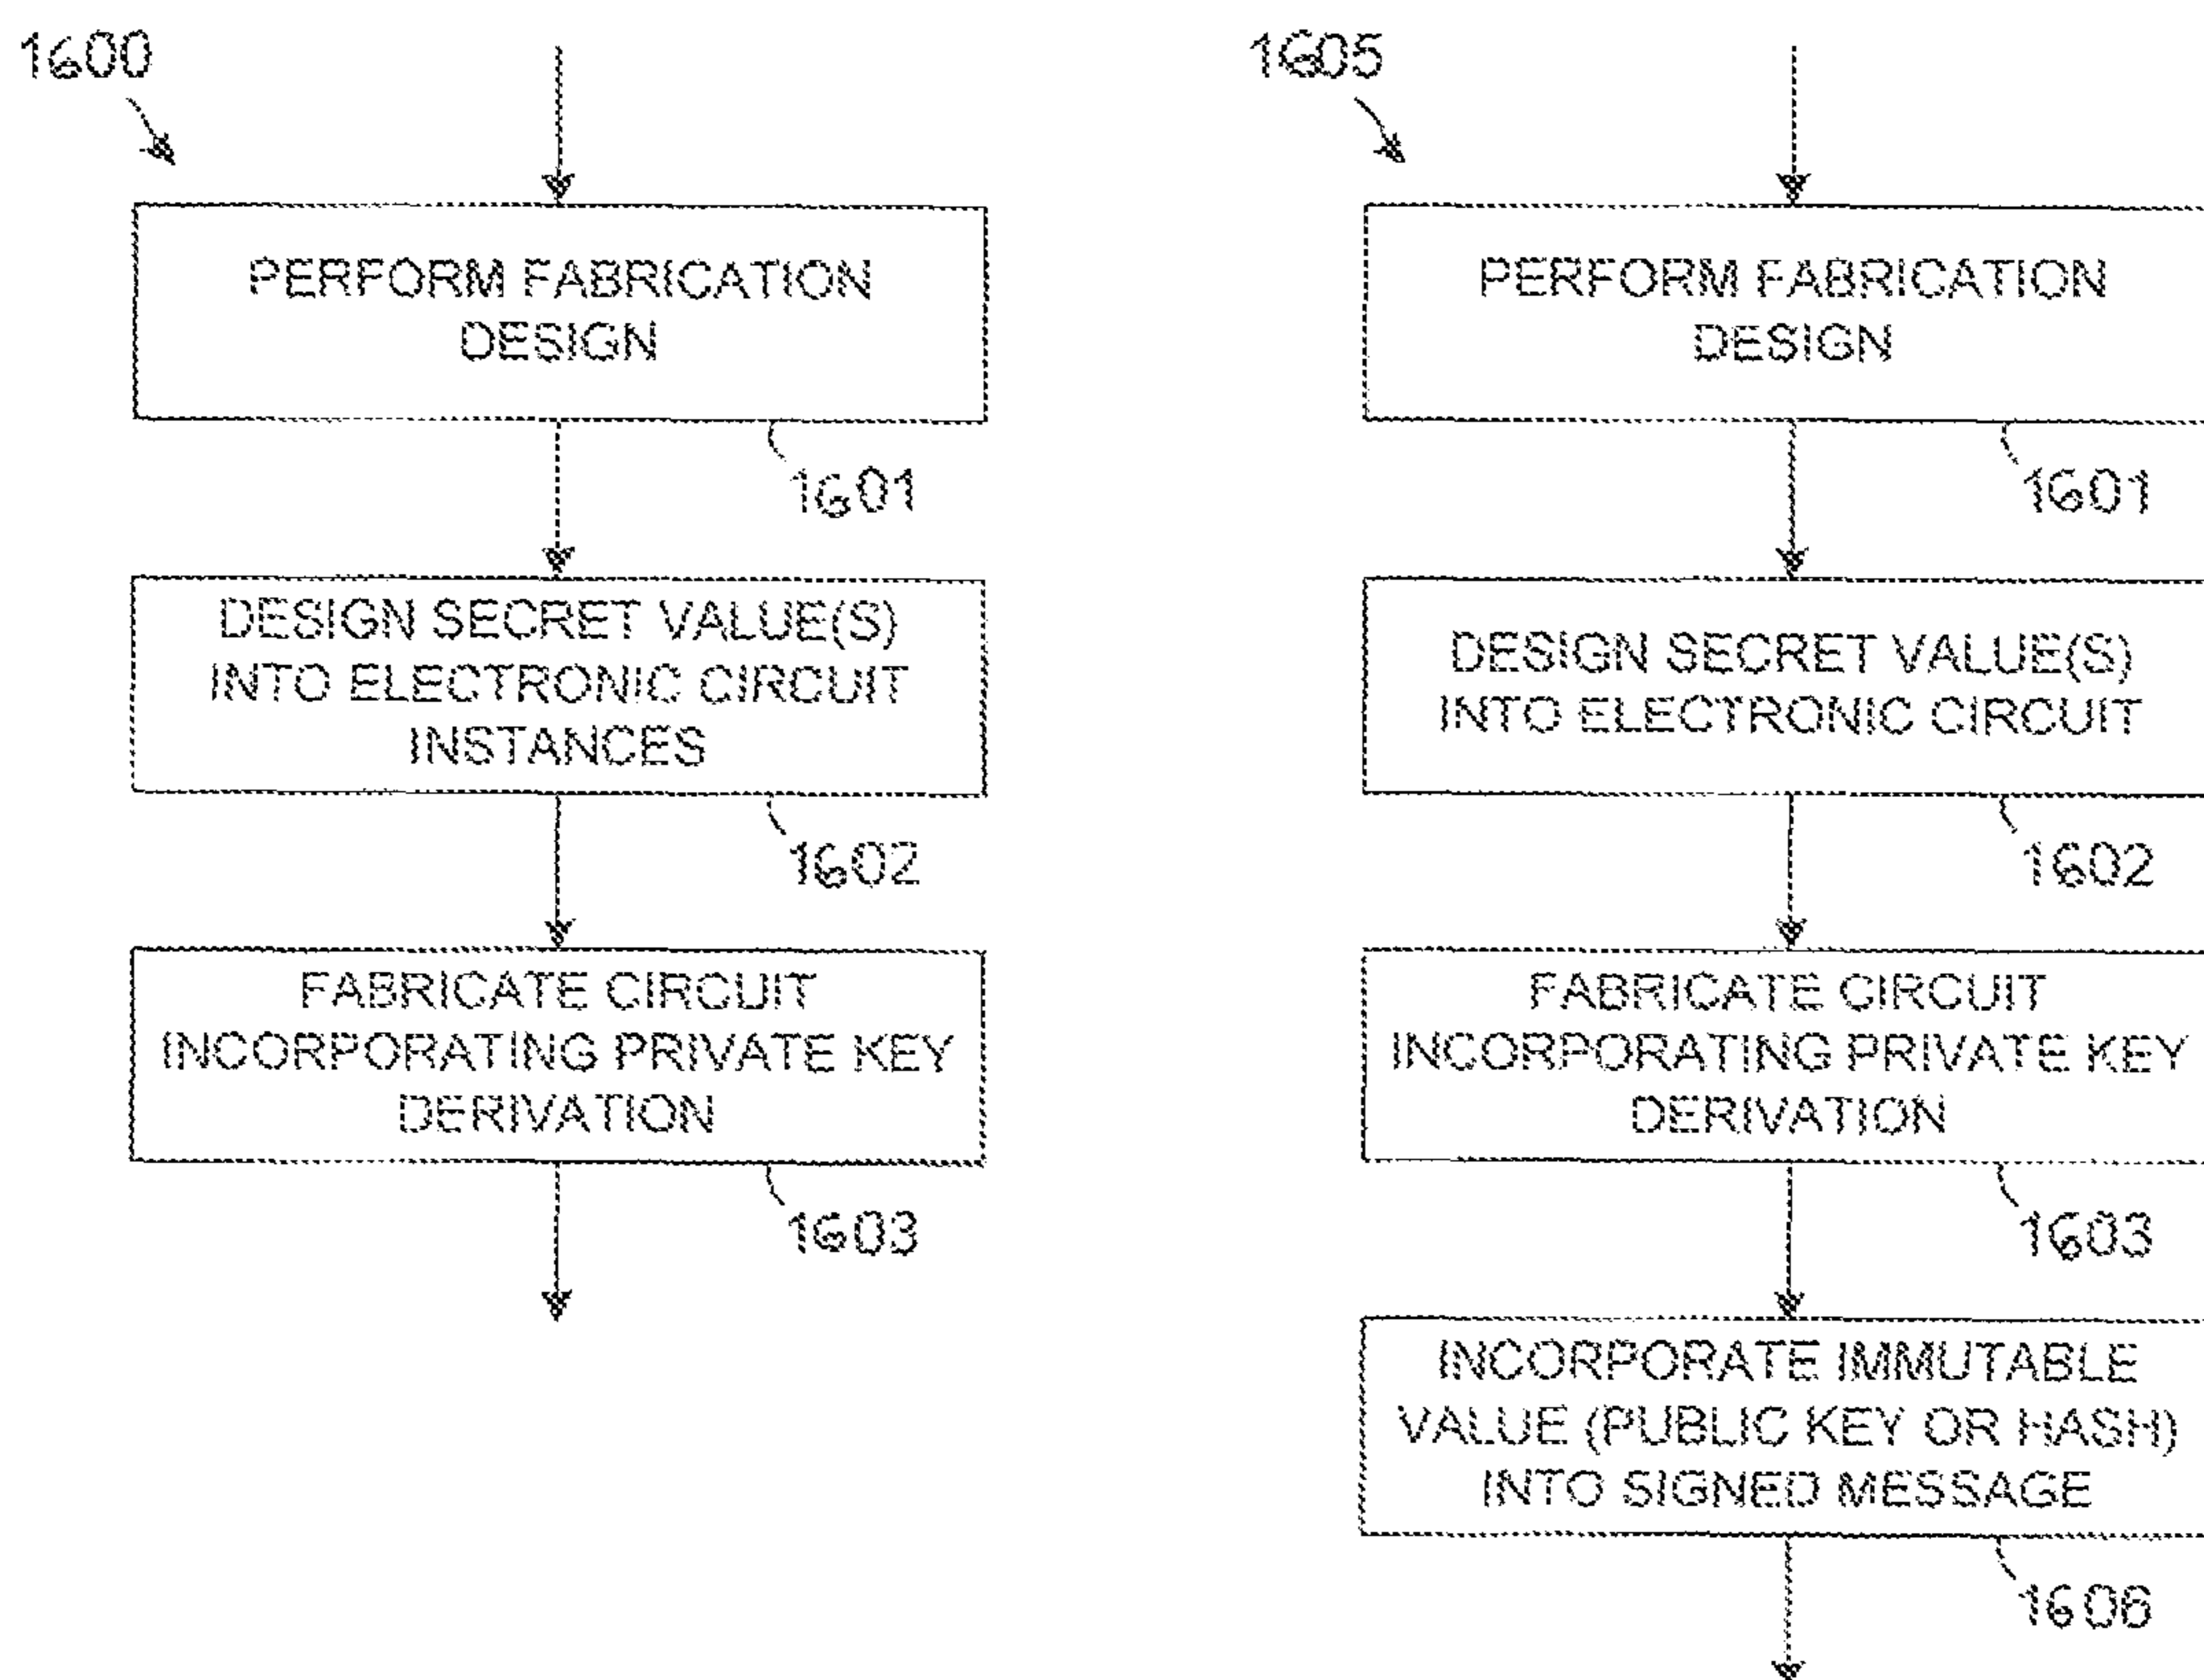 1600
PERFORM FABRICATION
DESIGN
1601
DESIGN SECRET VALUE(S)
INTO ELECTRONIC CIRCUIT
INSTANCES
1602
FABRICATE CIRCUIT
INCORPORATING PRIVATE KEY
DERIVATION
1603
1605
PERFORM FABRICATION
DESIGN
1601
DESIGN SECRET VALUE(S)
INTO ELECTRONIC CIRCUIT
1602
FABRICATE CIRCUIT
INCORPORATING PRIVATE KEY
DERIVATION
1603
INCORPORATE IMMUTABLE
VALUE (PUBLIC KEY OR HASH)
INTO SIGNED MESSAGE
1606